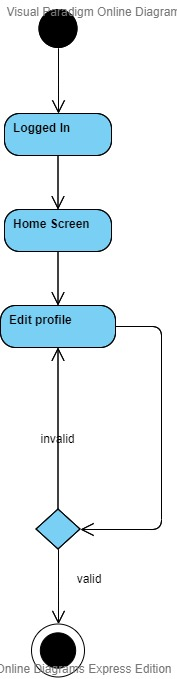 Visual Paradigm Online Diagram
Logged In
Home Screen
Edit profile
invalid
valid
Online Diagrams Express Edition